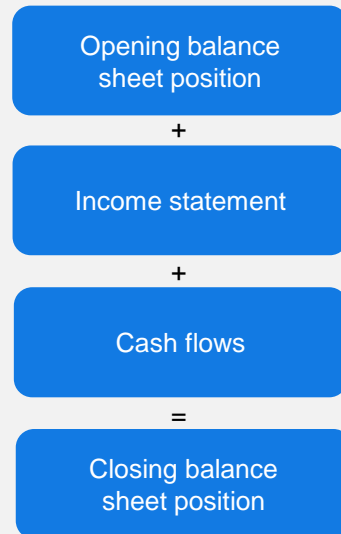 Opening balance
sheet position
+
Income statement
+
Cash flows
=
Closing balance
sheet position